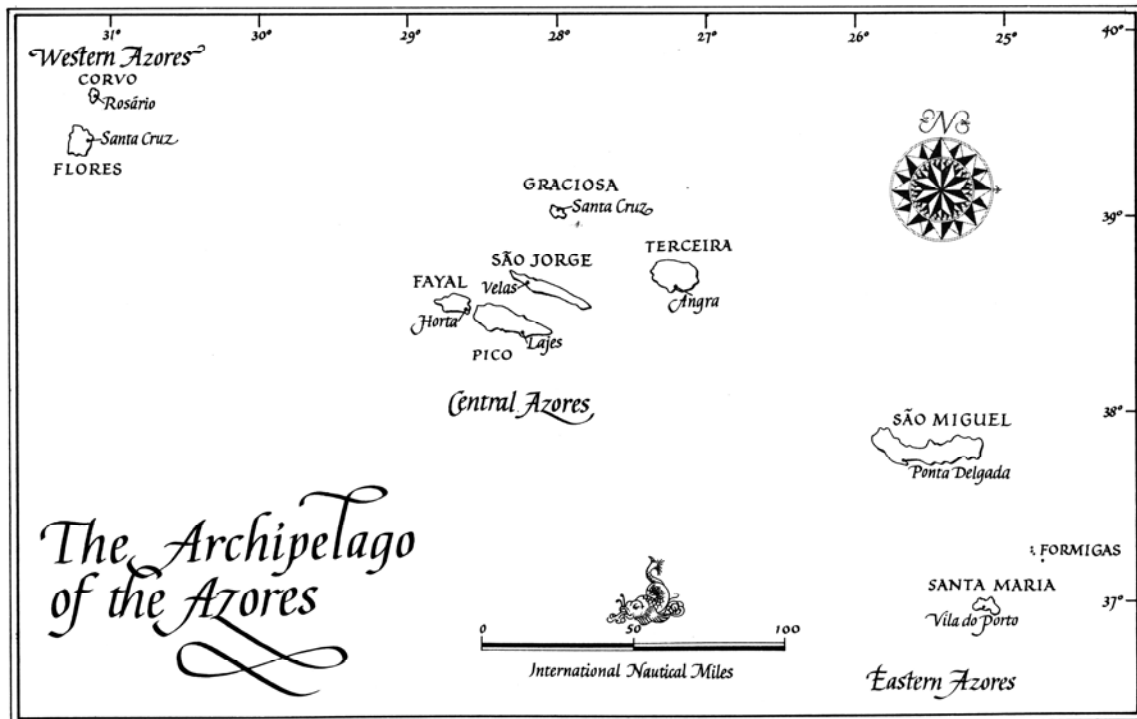 31°
30°
29°
28°
27°
26°
25°
40°
Western Azores
CORVO
Rosário
Santa Cruz
FLORES
N
GRACIOSA
Santa Cruz
39°
TERCEIRA
SÃO JORGE
FAYAL
Velas
Angra
Horta
Lajes
PICO
Central Azores
38°
SÃO MIGUEL
Ponta Delgada
The Archipelago
of the Azores
FORMIGAS
SANTA MARIA
37°
Vila do Porto
0 50 100
International Nautical Miles
Eastern Azores